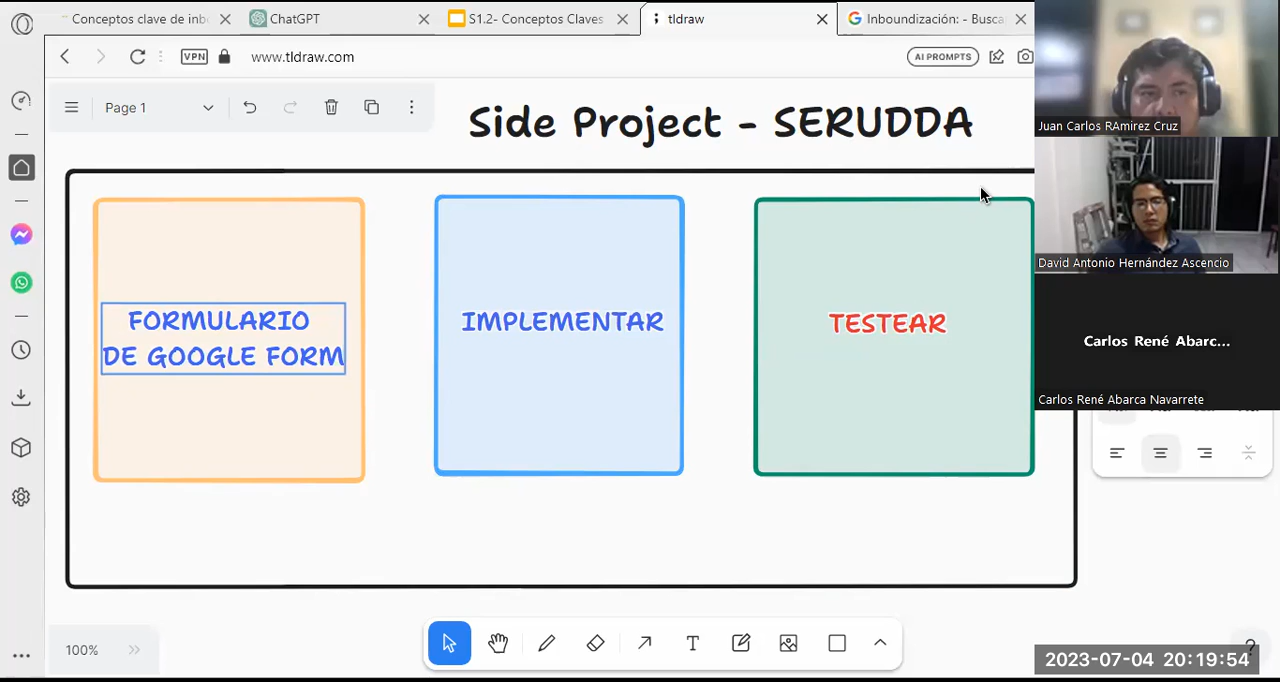 Conceptos clave de inb
ChatGPT
S1.2- Conceptos Claves
tldraw
Inboundización: - Busca
VPN
www.tldraw.com
AI PROMPTS
Page 1
Side Project - SERUDDA
Juan Carlos RAmirez Cruz
David Antonio Hernández Ascencio
FORMULARIO
DE GOOGLE FORM
IMPLEMENTAR
TESTEAR
Carlos René Abarc...
Carlos René Abarca Navarrete
100%
T
?
2023-07-04 20:19:54